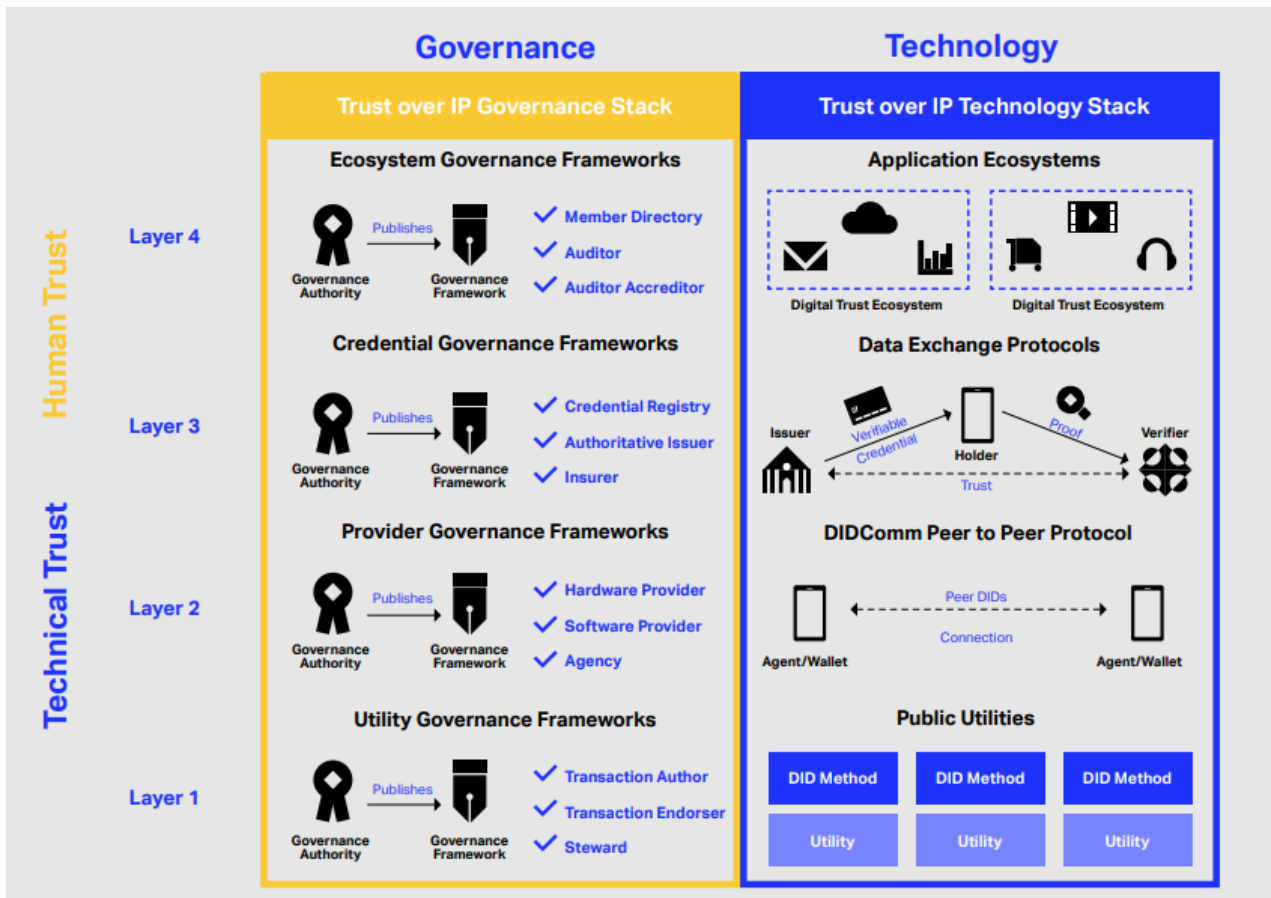 Governance
Technology
Trust over IP Governance Stack
Trust over IP Technology Stack
Human Trust
Technical Trust
Layer 4
Ecosystem Governance Frameworks
Governance
Authority
Publishes
Governance
Framework
Member Directory
Auditor
Auditor Accreditor
Application Ecosystems
Digital Trust Ecosystem
Digital Trust Ecosystem
Layer 3
Credential Governance Frameworks
Governance
Authority
Publishes
Governance
Framework
Credential Registry
Authoritative Issuer
Insurer
Data Exchange Protocols
Issuer
Verifiable
Credential
Holder
Proof
Verifier
Trust
Layer 2
Provider Governance Frameworks
Governance
Authority
Publishes
Governance
Framework
Hardware Provider
Software Provider
Agency
DIDComm Peer to Peer Protocol
Peer DIDs
Connection
Agent/Wallet
Agent/Wallet
Layer 1
Utility Governance Frameworks
Governance
Authority
Publishes
Governance
Framework
Transaction Author
Transaction Endorser
Steward
Public Utilities
DID Method
DID Method
DID Method
Utility
Utility
Utility